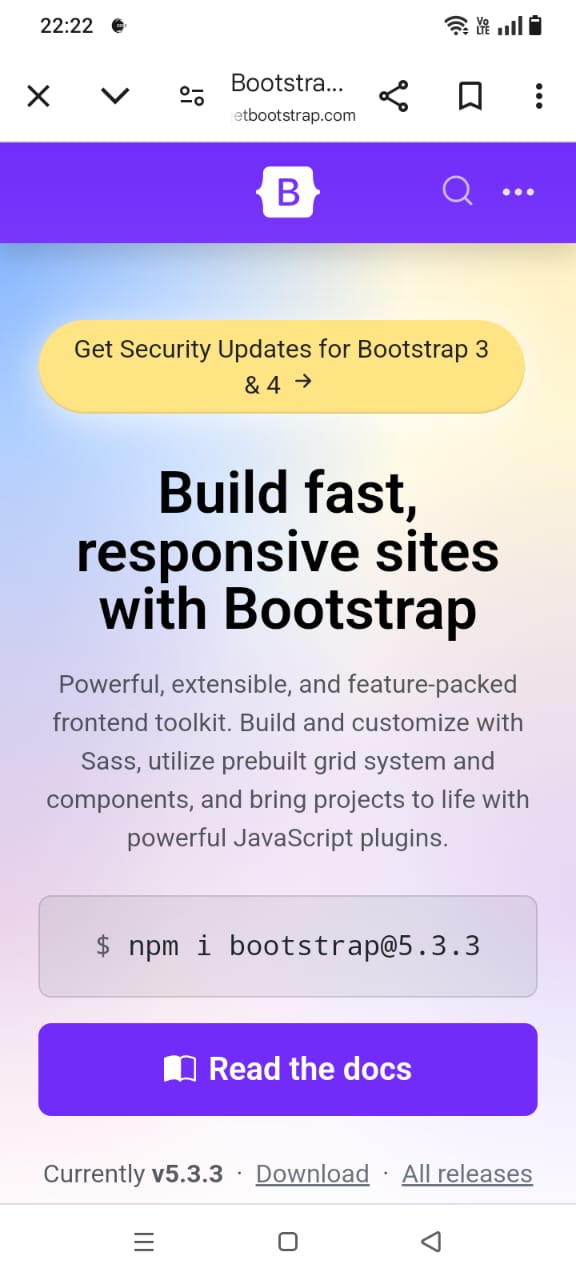 22:22
Vo
LTE
Bootstra...
etbootstrap.com
B
Get Security Updates for Bootstrap 3
& 4 →
Build fast,
responsive sites
with Bootstrap
Powerful, extensible, and feature-packed
frontend toolkit. Build and customize with
Sass, utilize prebuilt grid system and
components, and bring projects to life with
powerful JavaScript plugins.
$ npm i bootstrap@5.3.3
Read the docs
Currently v5.3.3 · Download · All releases